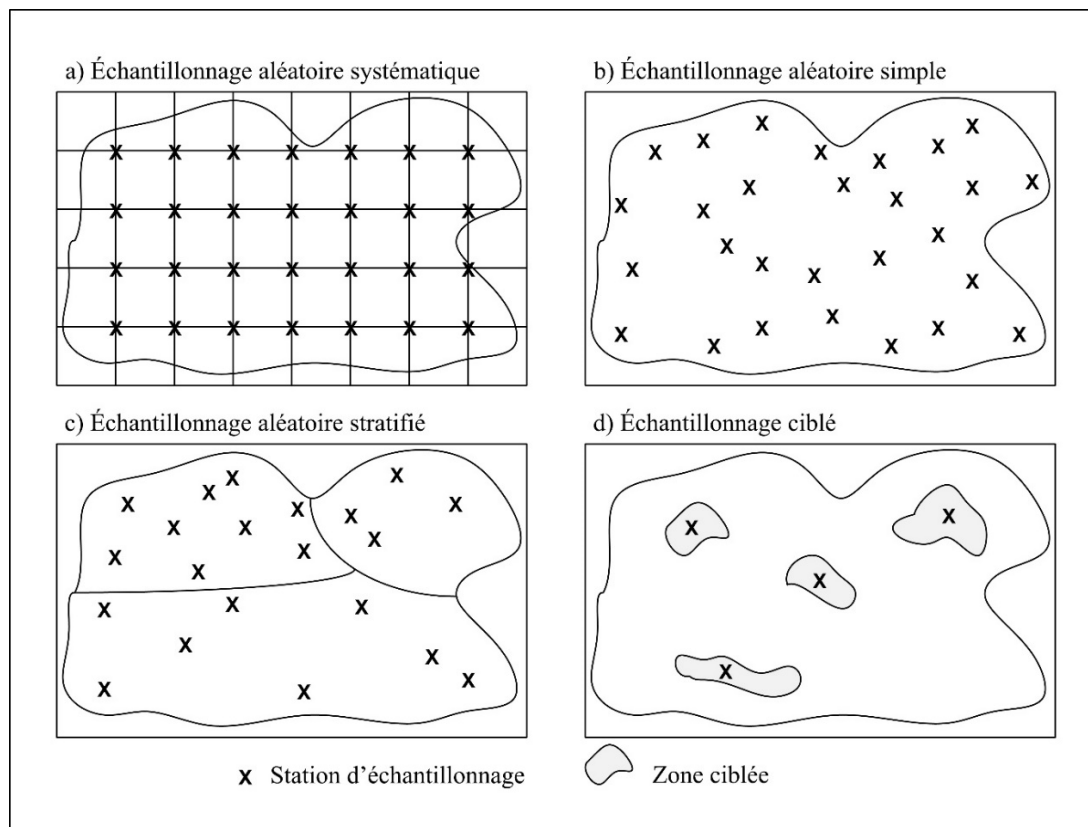 a) Échantillonnage aléatoire systématique
b) Échantillonnage aléatoire simple
c) Échantillonnage aléatoire stratifié
d) Échantillonnage ciblé
X Station d'échantillonnage
Zone ciblée